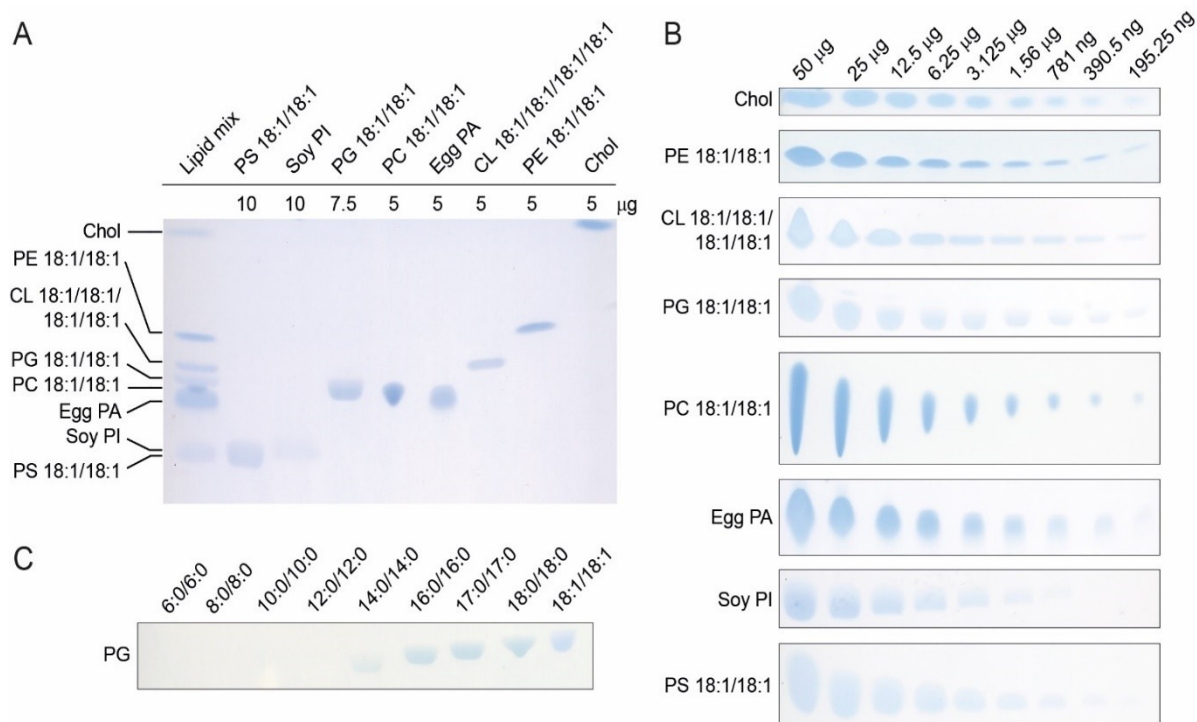 A
Lipid mix
PS 18:1/18:1
Soy PI
PG 18:1/18:1
PC 18:1/18:1
Egg PA
CL 18:1/18:1/18:1/18:1
PE 18:1/18:1
Chol
10 10 7.5 5 5 5 5 5 µg
Chol
PE 18:1/18:1
CL 18:1/18:1/
18:1/18:1
PG 18:1/18:1
PC 18:1/18:1
Egg PA
Soy PI
PS 18:1/18:1
B
50 µg
25 µg
12.5 µg
6.25 µg
3.125 µg
1.56 µg
781 ng
390.5 ng
195.25 ng
Chol
PE 18:1/18:1
CL 18:1/18:1/
18:1/18:1
PG 18:1/18:1
PC 18:1/18:1
Egg PA
Soy PI
PS 18:1/18:1
C
6:0/6:0
8:0/8:0
10:0/10:0
12:0/12:0
14:0/14:0
16:0/16:0
17:0/17:0
18:0/18:0
18:1/18:1
PG